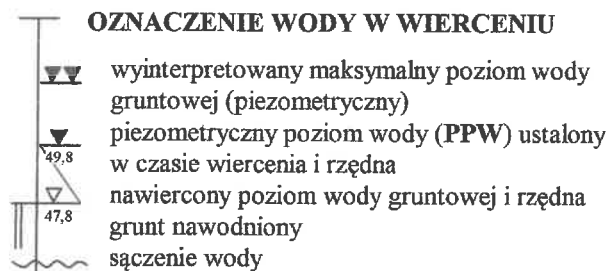 OZNACZENIE WODY W WIERCENIU
wyinterpretowany maksymalny poziom wody
gruntowej (piezometryczny)
piezometryczny poziom wody (PPW) ustalony
49,8
w czasie wiercenia i rzędna
nawiercony poziom wody gruntowej i rzędna
47,8
grunt nawodniony
sączenie wody